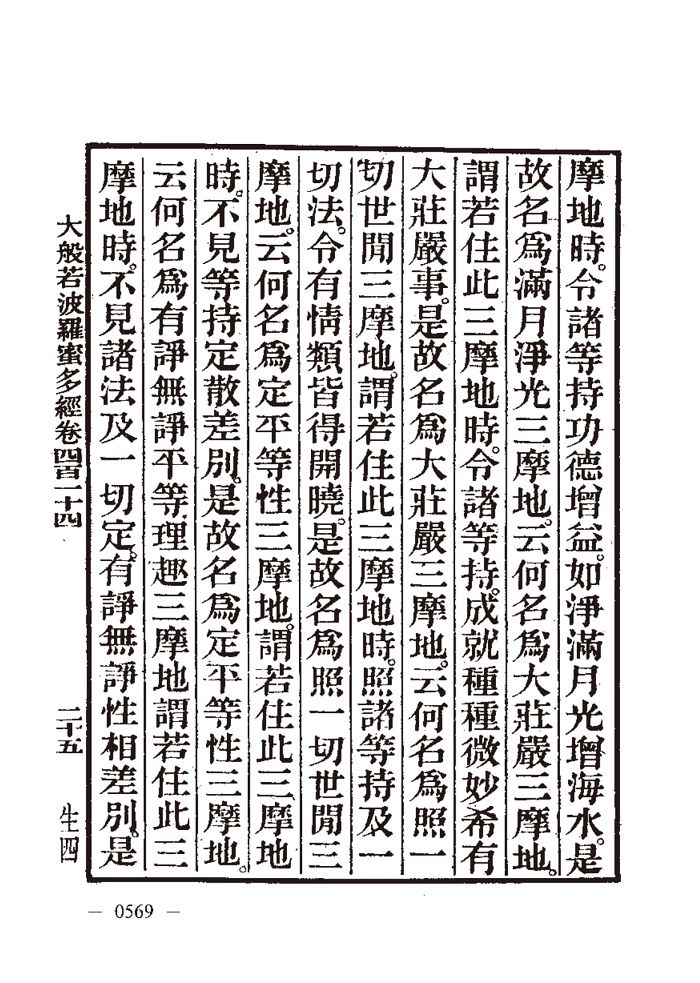 摩地時。令諸等持功德增益。如淨滿月光增海水。是
故名爲滿月淨光三摩地。云何名爲大莊嚴三摩地。
謂若住此三摩地時。令諸等持。成就種種微妙希有
大莊嚴事。是故名爲大莊嚴三摩地。云何名爲照一
切世閒三摩地。謂若住此三摩地時。照諸等持及一
切法。令有情類皆得開曉。是故名爲照一切世閒三
摩地。云何名爲定平等性三摩地。謂若住此三摩地
時。不見等持定散差別。是故名爲定平等性三摩地。
云何名爲有諍無諍平等理趣三摩地謂若住此三
摩地時。不見諸法及一切定。有諍無諍性相差別。是
大般若波羅蜜多經卷四百一十四
二十五
生四
— 0569 —